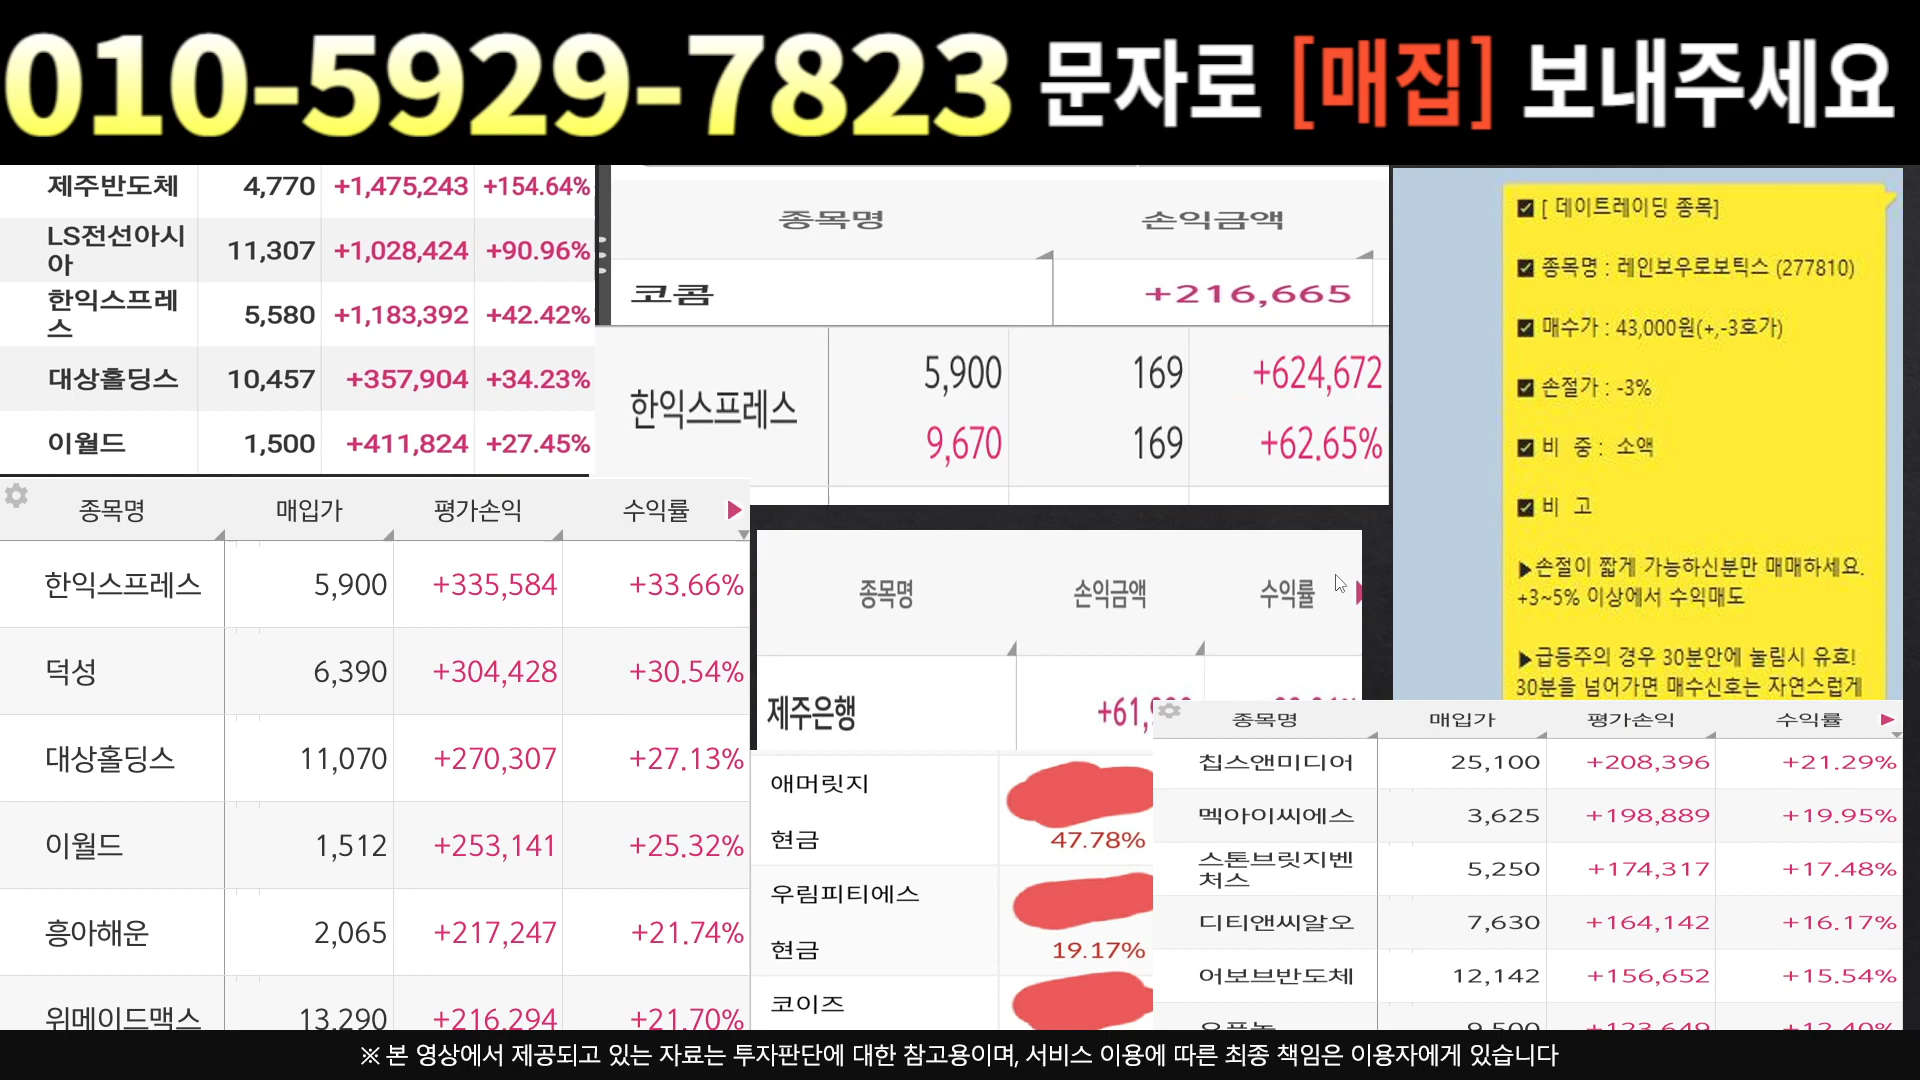 010-5929-7823 문자로 [매집] 보내주세요
제주반도체 4,770 +1,475,243 +154.64%
LS전선아시
아 11,307 +1,028,424 +90.96%
한익스프레
스 5,580 +1,183,392 +42.42%
대상홀딩스 10,457 +357,904 +34.23%
이월드 1,500 +411,824 +27.45%
종목명 손익금액
코콤 +216,665
한익스프레스 5,900 169 +624,672
9,670 169 +62.65%
[ 데이트레이딩 종목]
종목명 : 레인보우로보틱스 (277810)
매수가 : 43,000원(+,-3호가)
손절가 : -3%
비 중 : 소액
비 고
▶손절이 짧게 가능하신분만 매매하세요.
+3~5% 이상에서 수익매도
▶급등주의 경우 30분안에 눌림시 유효!
30분을 넘어가면 매수신호는 자연스럽게
종목명 매입가 평가손익 수익률
한익스프레스 5,900 +335,584 +33.66%
덕성 6,390 +304,428 +30.54%
대상홀딩스 11,070 +270,307 +27.13%
이월드 1,512 +253,141 +25.32%
흥아해운 2,065 +217,247 +21.74%
위메이드맥스 13,290 +216,294 +21.70%
종목명 손익금액 수익률
제주은행 +61,
애머릿지
현금 47.78%
우림피티에스
현금 19.17%
코이즈
종목명 매입가 평가손익 수익률
칩스앤미디어 25,100 +208,396 +21.29%
멕아이씨에스 3,625 +198,889 +19.95%
스톤브릿지벤
처스 5,250 +174,317 +17.48%
디티앤씨알오 7,630 +164,142 +16.17%
어보브반도체 12,142 +156,652 +15.54%
※ 본 영상에서 제공되고 있는 자료는 투자판단에 대한 참고용이며, 서비스 이용에 따른 최종 책임은 이용자에게 있습니다